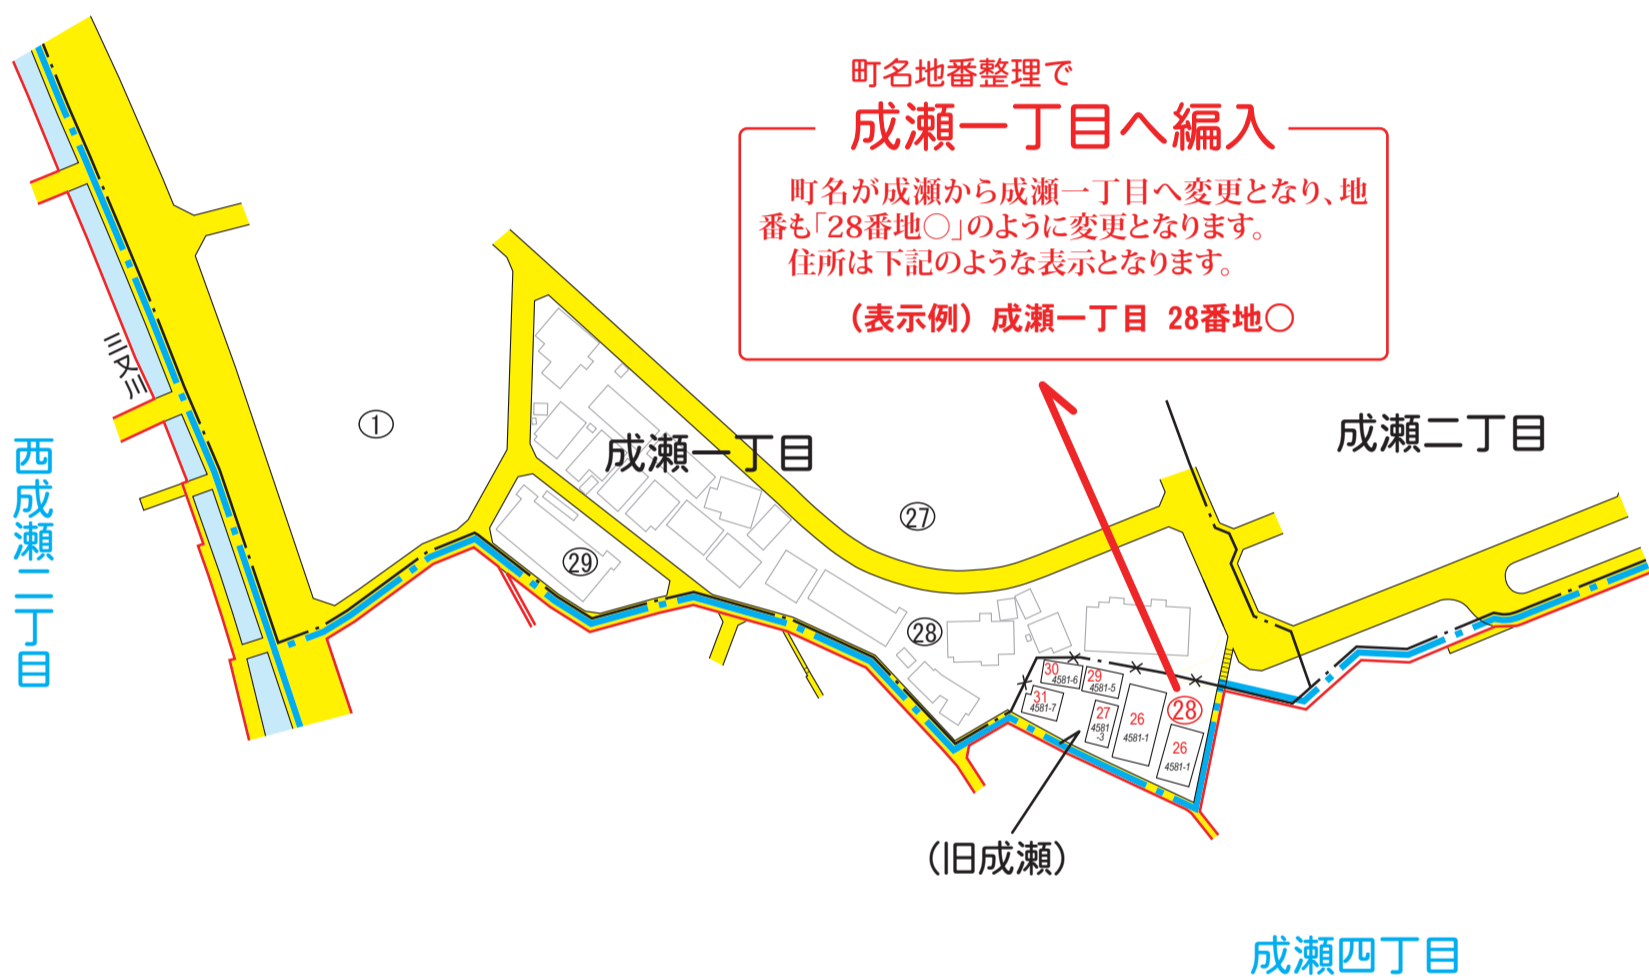 町名地番整理で
成瀬一丁目へ編入
町名が成瀬から成瀬一丁目へ変更となり、地
番も「28番地○」のように変更となります。
住所は下記のような表示となります。
（表示例）成瀬一丁目 28番地○
三又川
①
成瀬一丁目
成瀬二丁目
西成瀬二丁目
㉗
㉙
㉘
30
4581-6
29
4581-5
31
4581-7
27
4581
-3
26
4581-1
㉘
26
4581-1
（旧成瀬）
成瀬四丁目